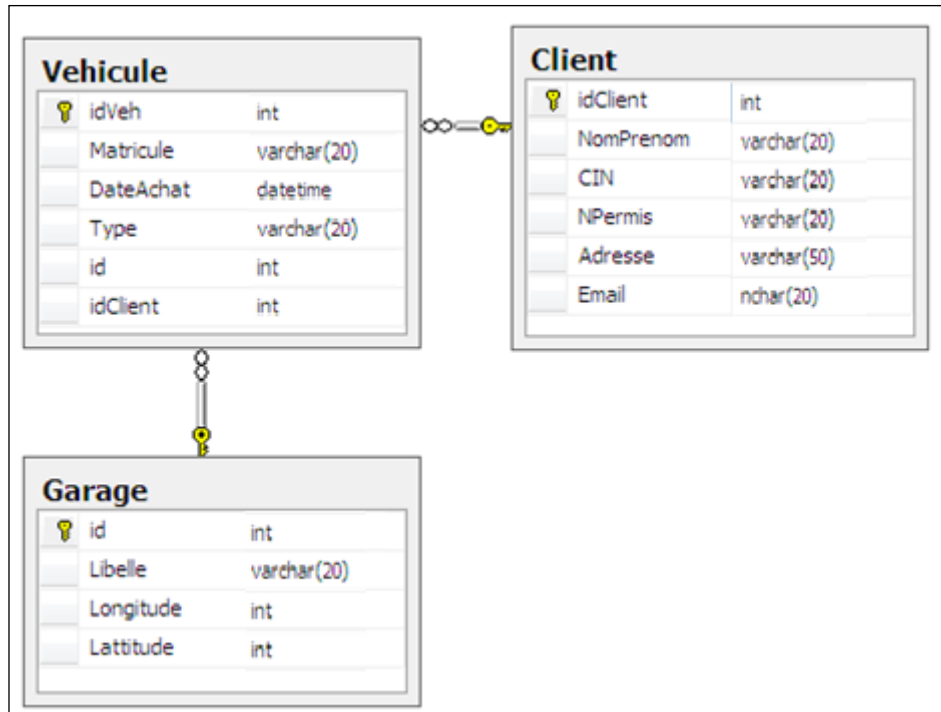 Vehicule
idVeh int
Matricule varchar(20)
DateAchat datetime
Type varchar(20)
id int
idClient int
Client
idClient int
NomPrenom varchar(20)
CIN varchar(20)
NPermis varchar(20)
Adresse varchar(50)
Email nchar(20)
Garage
id int
Libelle varchar(20)
Longitude int
Lattitude int